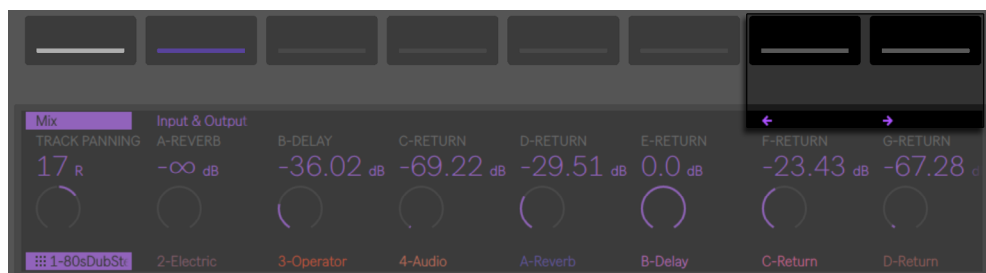 Mix Input & Output ← →
TRACK PANNING A-REVERB B-DELAY C-RETURN D-RETURN E-RETURN F-RETURN G-RETURN
17 R -∞ dB -36.02 dB -69.22 dB -29.51 dB 0.0 dB -23.43 dB -67.28
1-80sDubSt 2-Electric 3-Operator 4-Audio A-Reverb B-Delay C-Return D-Return